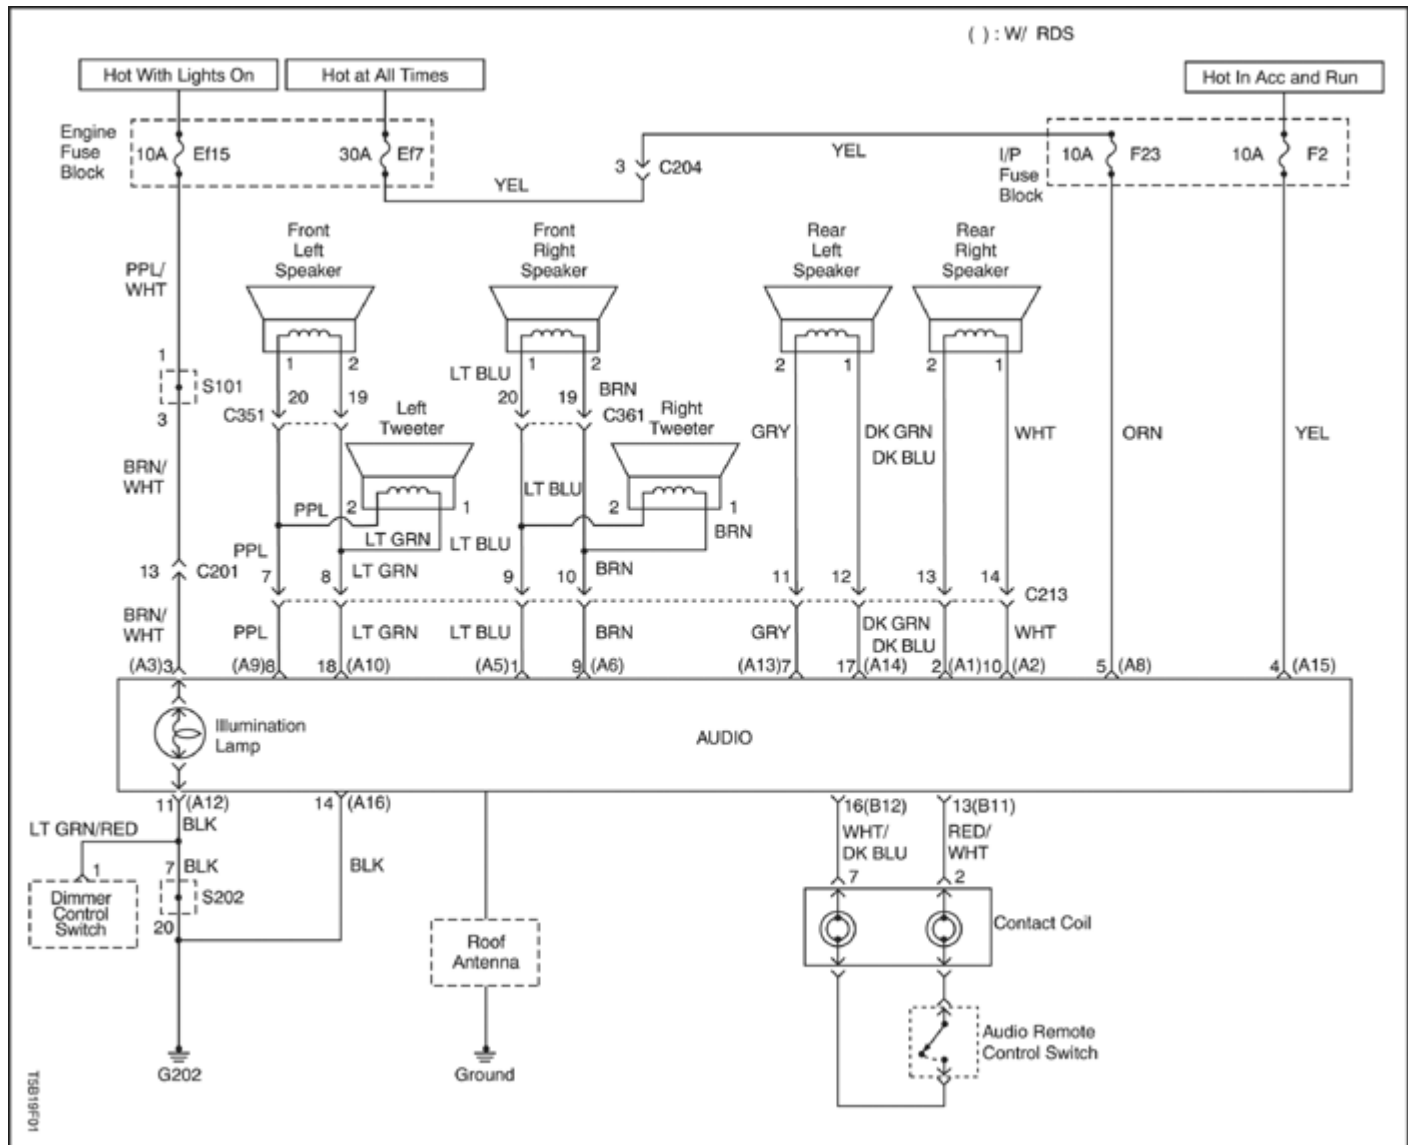 ( ) : W/ RDS
Hot With Lights On
Hot at All Times
Hot In Acc and Run
Engine
Fuse
Block
10A
Ef15
30A
Ef7
YEL
3
C204
YEL
I/P
Fuse
Block
10A
F23
10A
F2
Front
Left
Speaker
Front
Right
Speaker
Rear
Left
Speaker
Rear
Right
Speaker
PPL/
WHT
1
2
1
2
2
1
2
1
1
S101
3
LT BLU
BRN
20
19
20
19
C351
C361
Left
Tweeter
Right
Tweeter
GRY
DK GRN
DK BLU
WHT
ORN
YEL
BRN/
WHT
PPL
2
1
LT GRN
LT BLU
2
1
BRN
LT BLU
13
C201
PPL
7
8
LT GRN
9
10
BRN
11
12
13
14
C213
BRN/
WHT
PPL
LT GRN
LT BLU
BRN
GRY
DK GRN
DK BLU
WHT
(A3)3
(A9)8
18(A10)
(A5)1
9(A6)
(A13)7
17(A14)
2(A1)
10(A2)
5(A8)
4(A15)
Illumination
Lamp
AUDIO
11(A12)
14(A16)
16(B12)
13(B11)
LT GRN/RED
BLK
WHT/
DK BLU
RED/
WHT
1
7
BLK
BLK
7
2
Dimmer
Control
Switch
S202
20
Contact Coil
Roof
Antenna
Audio Remote
Control Switch
G202
Ground
TSB19F01